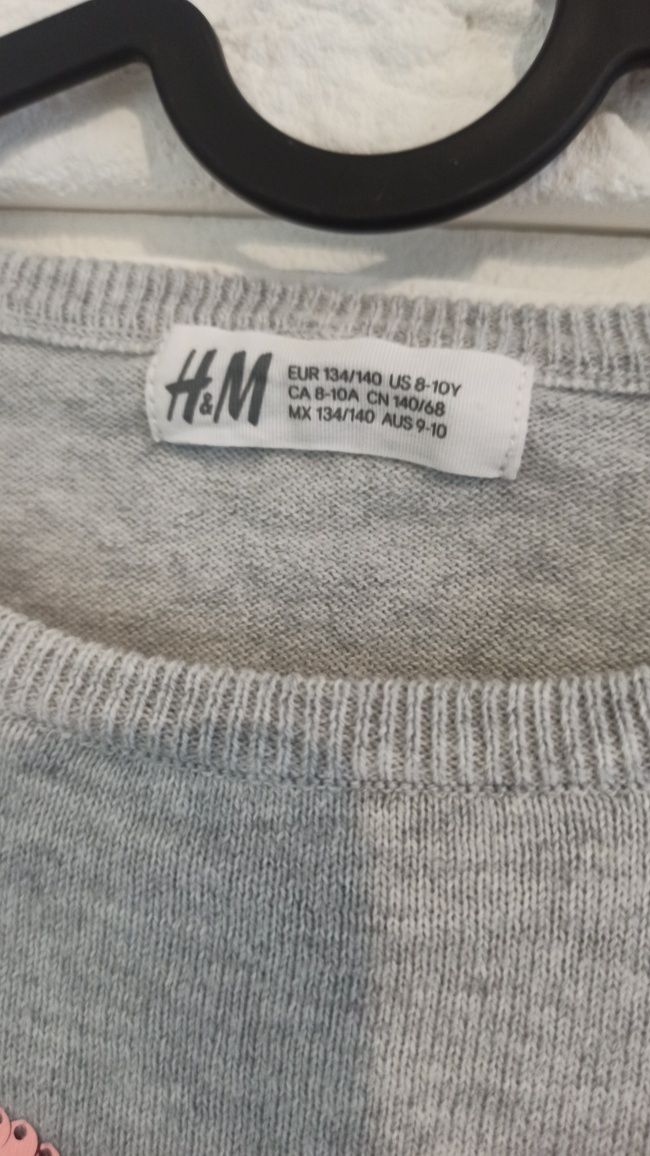 H&M
EUR 134/140 US 8-10Y
CA 8-10A CN 140/68
MX 134/140 AUS 9-10